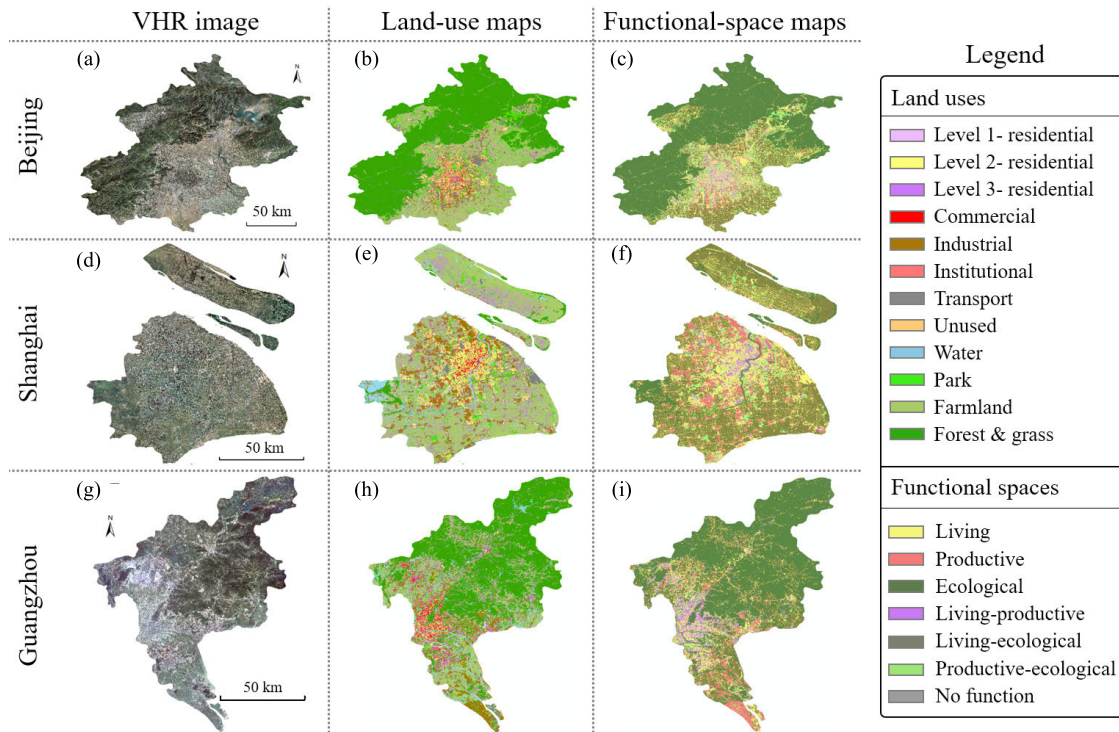 VHR image
Land-use maps
Functional-space maps
Legend
Beijing
(a)
N
50 km
(b)
(c)
Shanghai
(d)
N
50 km
(e)
(f)
Guangzhou
(g)
N
50 km
(h)
(i)
Land uses
Level 1- residential
Level 2- residential
Level 3- residential
Commercial
Industrial
Institutional
Transport
Unused
Water
Park
Farmland
Forest & grass
Functional spaces
Living
Productive
Ecological
Living-productive
Living-ecological
Productive-ecological
No function